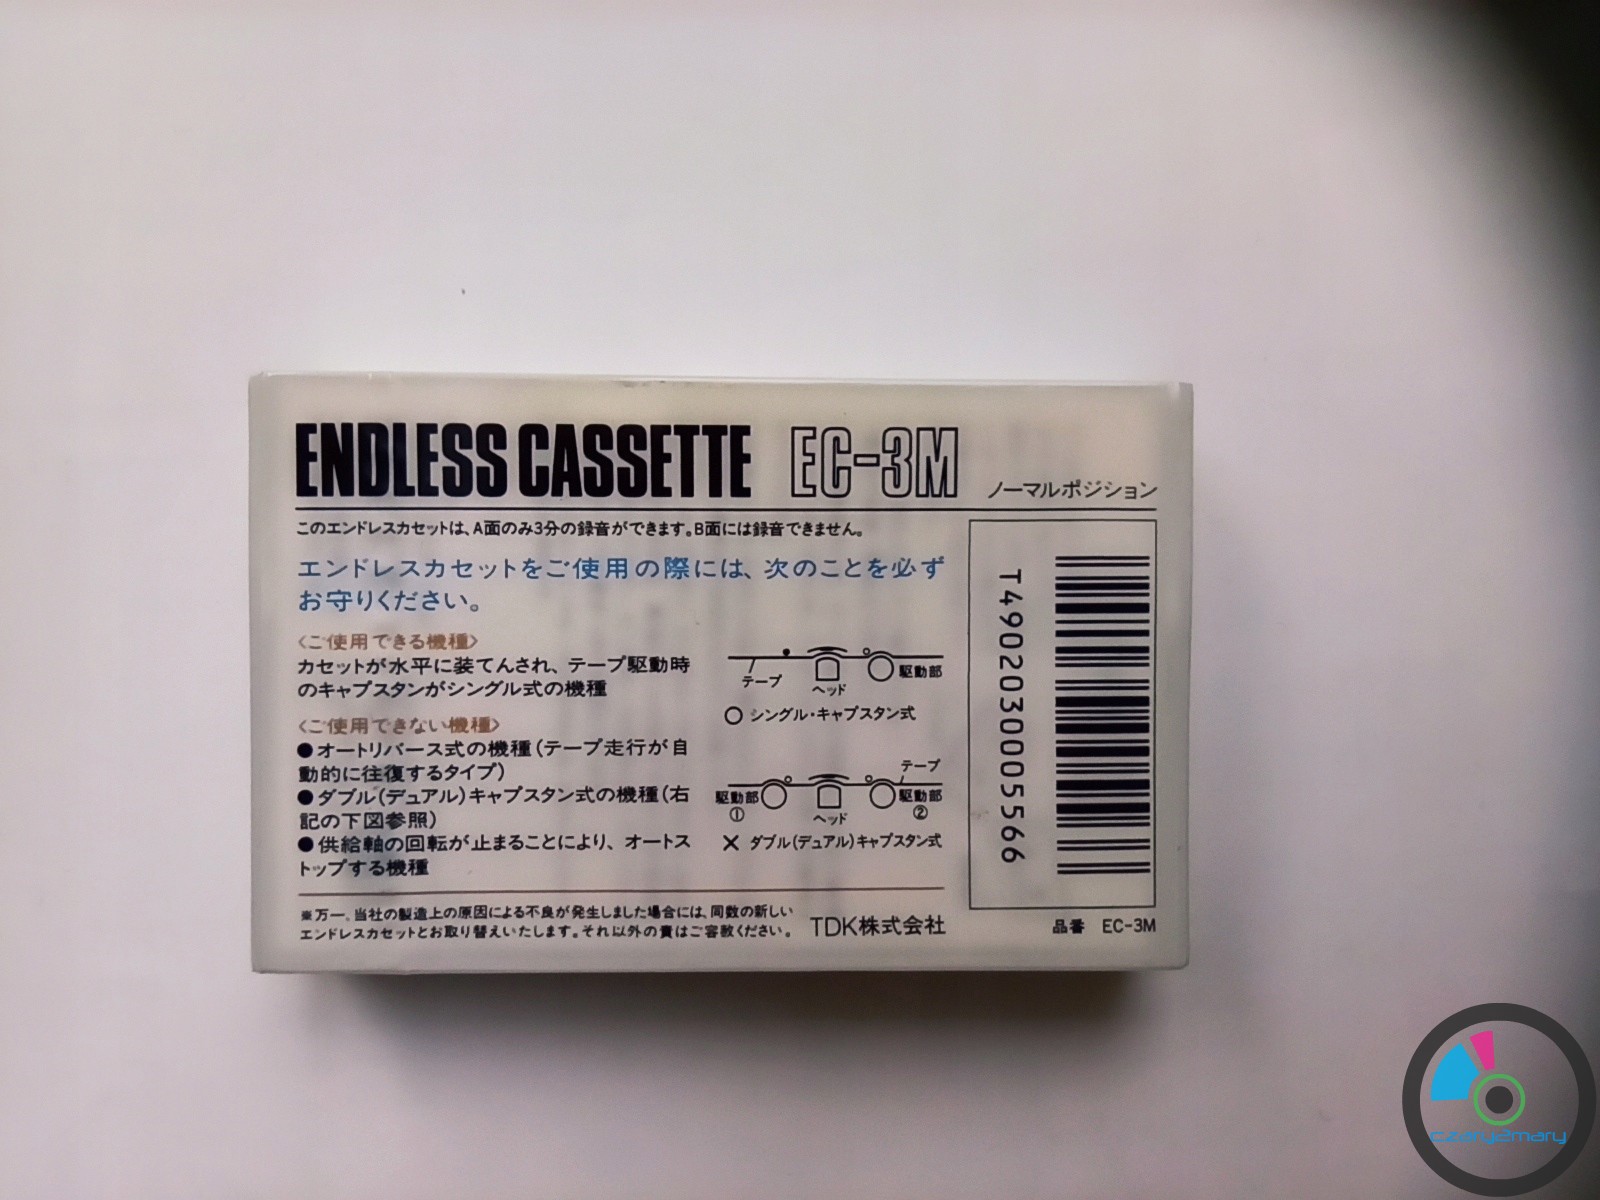 ENDLESS CASSETTE EC-3M ノーマルポジション
このエンドレスカセットは、A面のみ3分の録音ができます。B面には録音できません。
エンドレスカセットをご使用の際には、次のことを必ず
お守りください。
〈ご使用できる機種〉
カセットが水平に装てんされ、テープ駆動時
のキャプスタンがシングル式の機種
〈ご使用できない機種〉
●オートリバース式の機種(テープ走行が自
動的に往復するタイプ)
●ダブル(デュアル)キャプスタン式の機種(右
記の下図参照)
●供給軸の回転が止まることにより、オートス
トップする機種
テープ
ヘッド
駆動部
○シングル・キャプスタン式
テープ
駆動部
①
ヘッド
駆動部
②
✕ ダブル(デュアル)キャプスタン式
T4902030005566
※万一、当社の製造上の原因による不良が発生しました場合には、同数の新しい
エンドレスカセットとお取り替えいたします。それ以外の責はご容赦ください。
TDK株式会社
品番 EC-3M
czary2mary